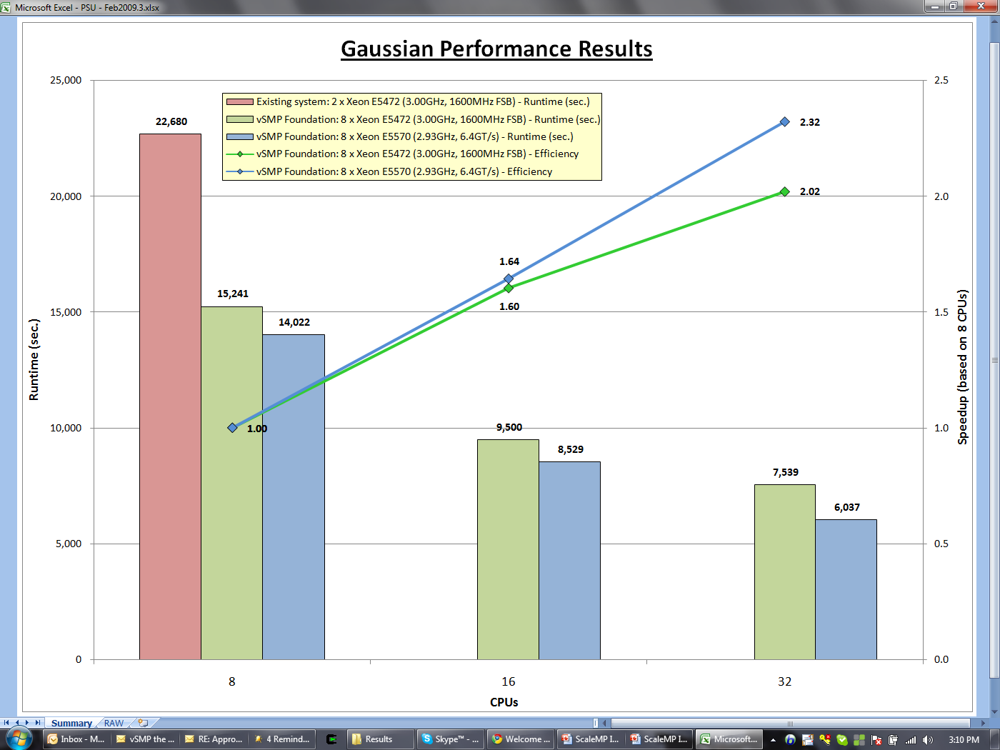 Microsoft Excel - PSU - Feb2009.3.xlsx
Gaussian Performance Results
25,000
20,000
15,000
10,000
5,000
0
Runtime (sec.)
Existing system: 2 x Xeon E5472 (3.00GHz, 1600MHz FSB) - Runtime (sec.)
vSMP Foundation: 8 x Xeon E5472 (3.00GHz, 1600MHz FSB) - Runtime (sec.)
vSMP Foundation: 8 x Xeon E5570 (2.93GHz, 6.4GT/s) - Runtime (sec.)
vSMP Foundation: 8 x Xeon E5472 (3.00GHz, 1600MHz FSB) - Efficiency
vSMP Foundation: 8 x Xeon E5570 (2.93GHz, 6.4GT/s) - Efficiency
22,680
15,241
14,022
1.00
1.64
1.60
9,500
8,529
2.32
2.02
7,539
6,037
2.5
2.0
1.5
1.0
0.5
0.0
Speedup (based on 8 CPUs)
8 16 32
CPUs
Summary RAW
Inbox - M... vSMP the ... RE: Appro... 4 Remind... Results Skype™ - ... Welcome ... ScaleMP I... ScaleMP I... Microsoft... 3:10 PM